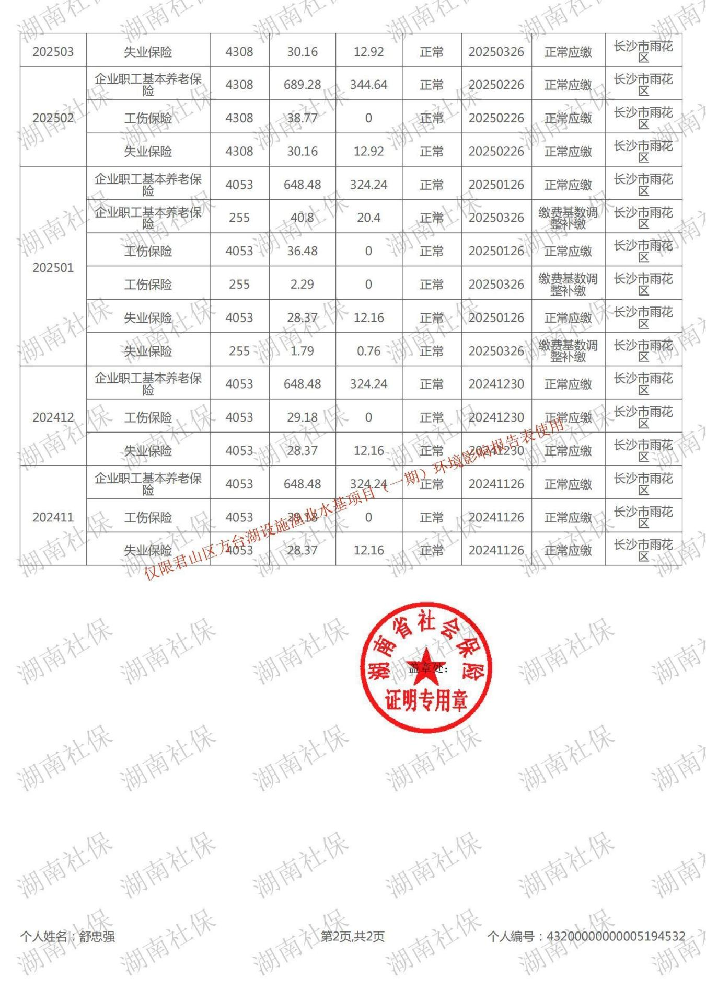 202503 失业保险 4308 30.16 12.92 正常 20250326 正常应缴 长沙市雨花区
202502 企业职工基本养老保险 4308 689.28 344.64 正常 20250226 正常应缴 长沙市雨花区
工伤保险 4308 38.77 0 正常 20250226 正常应缴 长沙市雨花区
失业保险 4308 30.16 12.92 正常 20250226 正常应缴 长沙市雨花区
202501 企业职工基本养老保险 4053 648.48 324.24 正常 20250126 正常应缴 长沙市雨花区
企业职工基本养老保险 255 40.8 20.4 正常 20250326 缴费基数调整补缴 长沙市雨花区
工伤保险 4053 36.48 0 正常 20250126 正常应缴 长沙市雨花区
工伤保险 255 2.29 0 正常 20250326 缴费基数调整补缴 长沙市雨花区
失业保险 4053 28.37 12.16 正常 20250126 正常应缴 长沙市雨花区
失业保险 255 1.79 0.76 正常 20250326 缴费基数调整补缴 长沙市雨花区
202412 企业职工基本养老保险 4053 648.48 324.24 正常 20241230 正常应缴 长沙市雨花区
工伤保险 4053 29.18 0 正常 20241230 正常应缴 长沙市雨花区
失业保险 4053 28.37 12.16 正常 20241230 正常应缴 长沙市雨花区
202411 企业职工基本养老保险 4053 648.48 324.24 正常 20241126 正常应缴 长沙市雨花区
工伤保险 4053 29.18 0 正常 20241126 正常应缴 长沙市雨花区
失业保险 4053 28.37 12.16 正常 20241126 正常应缴 长沙市雨花区
仅限君山区方台湖设施渔业水基项目（一期）环境影响报告表使用
湖南省社会保险
盖章处：
证明专用章
个人姓名：舒忠强 第2页,共2页 个人编号：43200000000005194532
湖南社保